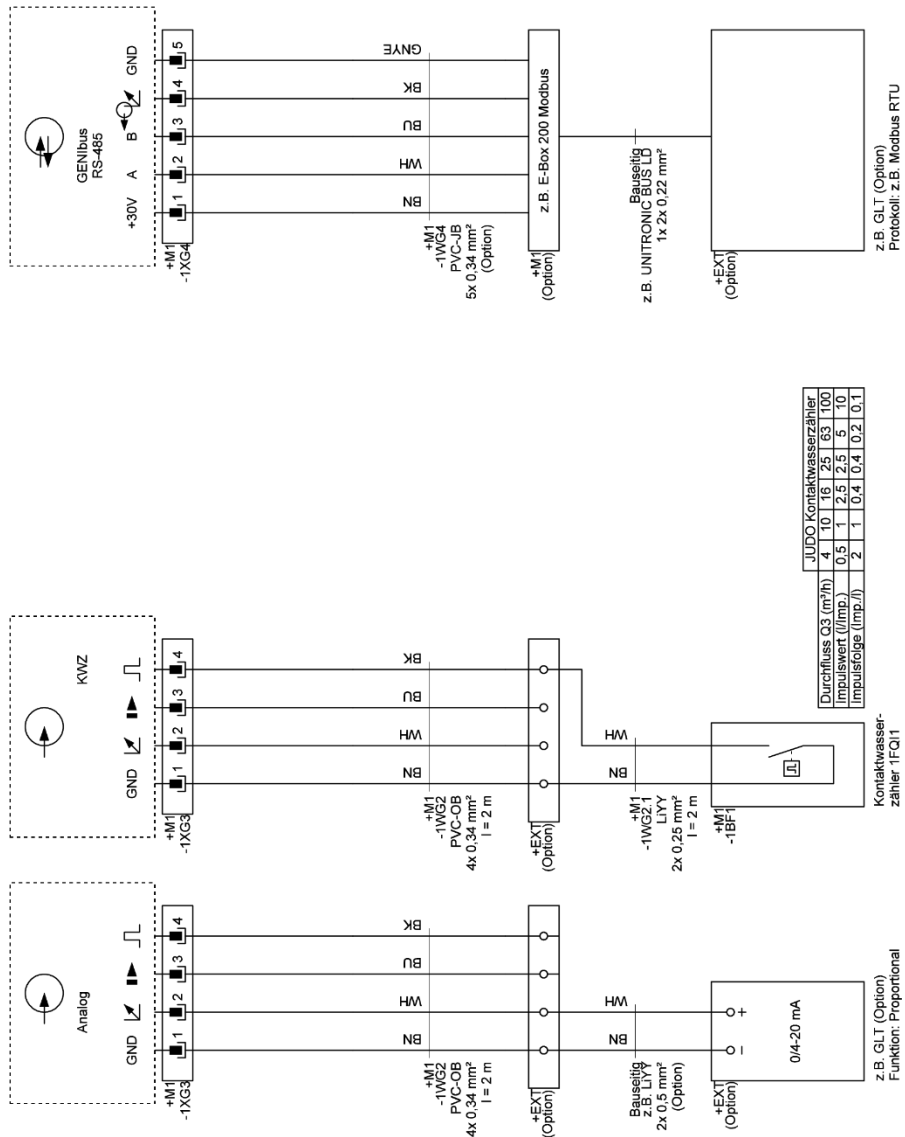 Analog
GND
1
2
3
4
+M1
-1XG3
BN
WH
BU
BK
+M1
-1WG2
PVC-OB
4x 0,34 mm²
l = 2 m
+EXT
(Option)
BN
WH
Bauseitig
z.B. LiYY
2x 0,5 mm²
(Option)
+EXT
(Option)
− +
0/4-20 mA
z.B. GLT (Option)
Funktion: Proportional
KWZ
GND
1
2
3
4
+M1
-1XG3
BN
WH
BU
BK
+M1
-1WG2
PVC-OB
4x 0,34 mm²
l = 2 m
+EXT
(Option)
BN
WH
+M1
-1WG2.1
LiYY
2x 0,25 mm²
l = 2 m
+M1
-1BF1
Kontaktwasser-
zähler 1FQI1
JUDO Kontaktwasserzähler
Durchfluss Q3 (m³/h) 4 10 16 25 63 100
Impulswert (l/Imp.) 0,5 1 2,5 2,5 5 10
Impulsfolge (Imp./l) 2 1 0,4 0,4 0,2 0,1
GENIbus
RS-485
+30V A B GND
1
2
3
4
5
+M1
-1XG4
BN
WH
BU
BK
GNYE
+M1
-1WG4
PVC-JB
5x 0,34 mm²
(Option)
+M1
(Option)
z.B. E-Box 200 Modbus
Bauseitig
z.B. UNITRONIC BUS LD
1x 2x 0,22 mm²
+EXT
(Option)
z.B. GLT (Option)
Protokoll: z.B. Modbus RTU